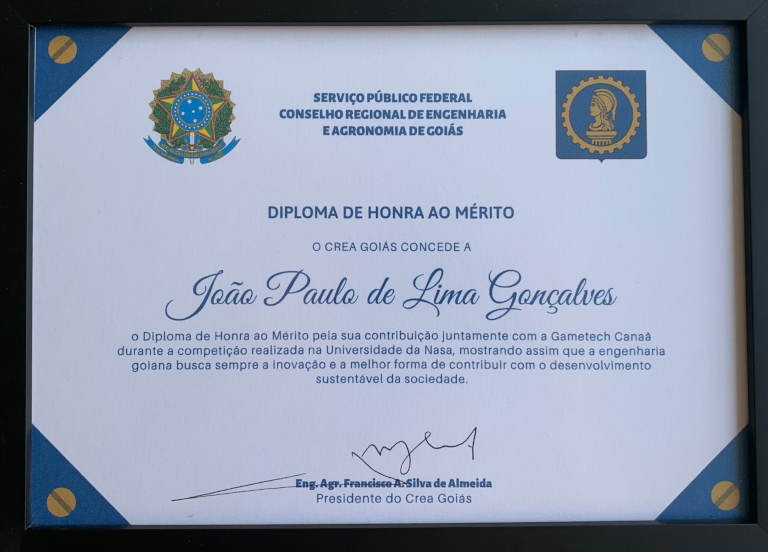 SERVIÇO PÚBLICO FEDERAL
CONSELHO REGIONAL DE ENGENHARIA
E AGRONOMIA DE GOIÁS
DIPLOMA DE HONRA AO MÉRITO
O CREA GOIÁS CONCEDE A
João Paulo de Lima Gonçalves
o Diploma de Honra ao Mérito pela sua contribuição juntamente com a Gametech Canaã
durante a competição realizada na Universidade da Nasa, mostrando assim que a engenharia
goiana busca sempre a inovação e a melhor forma de contribuir com o desenvolvimento
sustentável da sociedade.
Eng. Agr. Francisco A. Silva de Almeida
Presidente do Crea Goiás